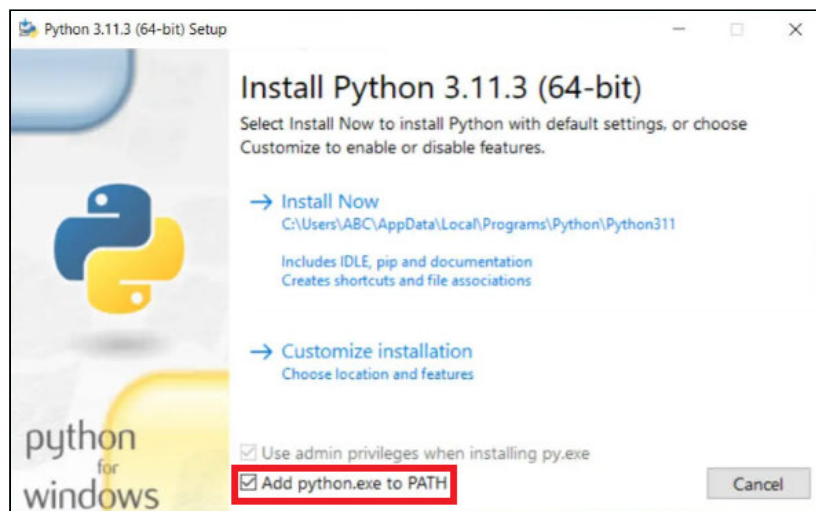 Python 3.11.3 (64-bit) Setup
Install Python 3.11.3 (64-bit)
Select Install Now to install Python with default settings, or choose
Customize to enable or disable features.
Install Now
C:\Users\ABC\AppData\Local\Programs\Python\Python311
Includes IDLE, pip and documentation
Creates shortcuts and file associations
Customize installation
Choose location and features
python
for
windows
Use admin privileges when installing py.exe
Add python.exe to PATH
Cancel